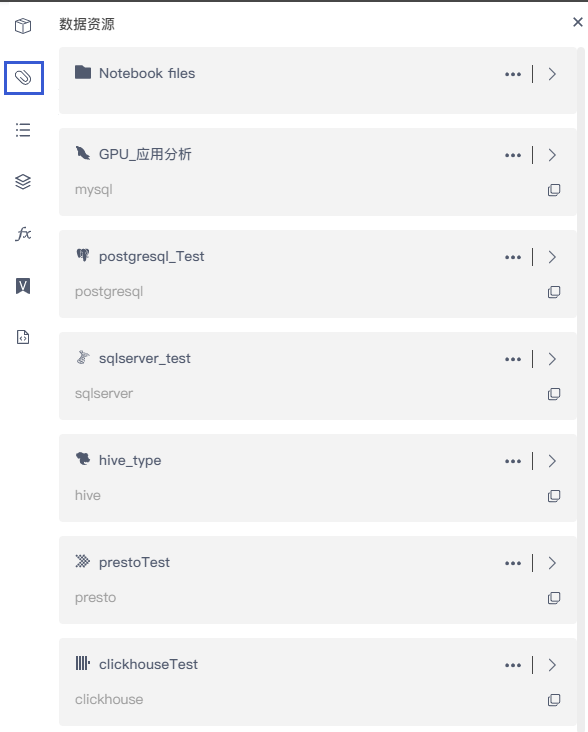 数据资源
Notebook files
GPU_应用分析
mysql
postgresql_Test
postgresql
sqlserver_test
sqlserver
hive_type
hive
prestoTest
presto
clickhouseTest
clickhouse